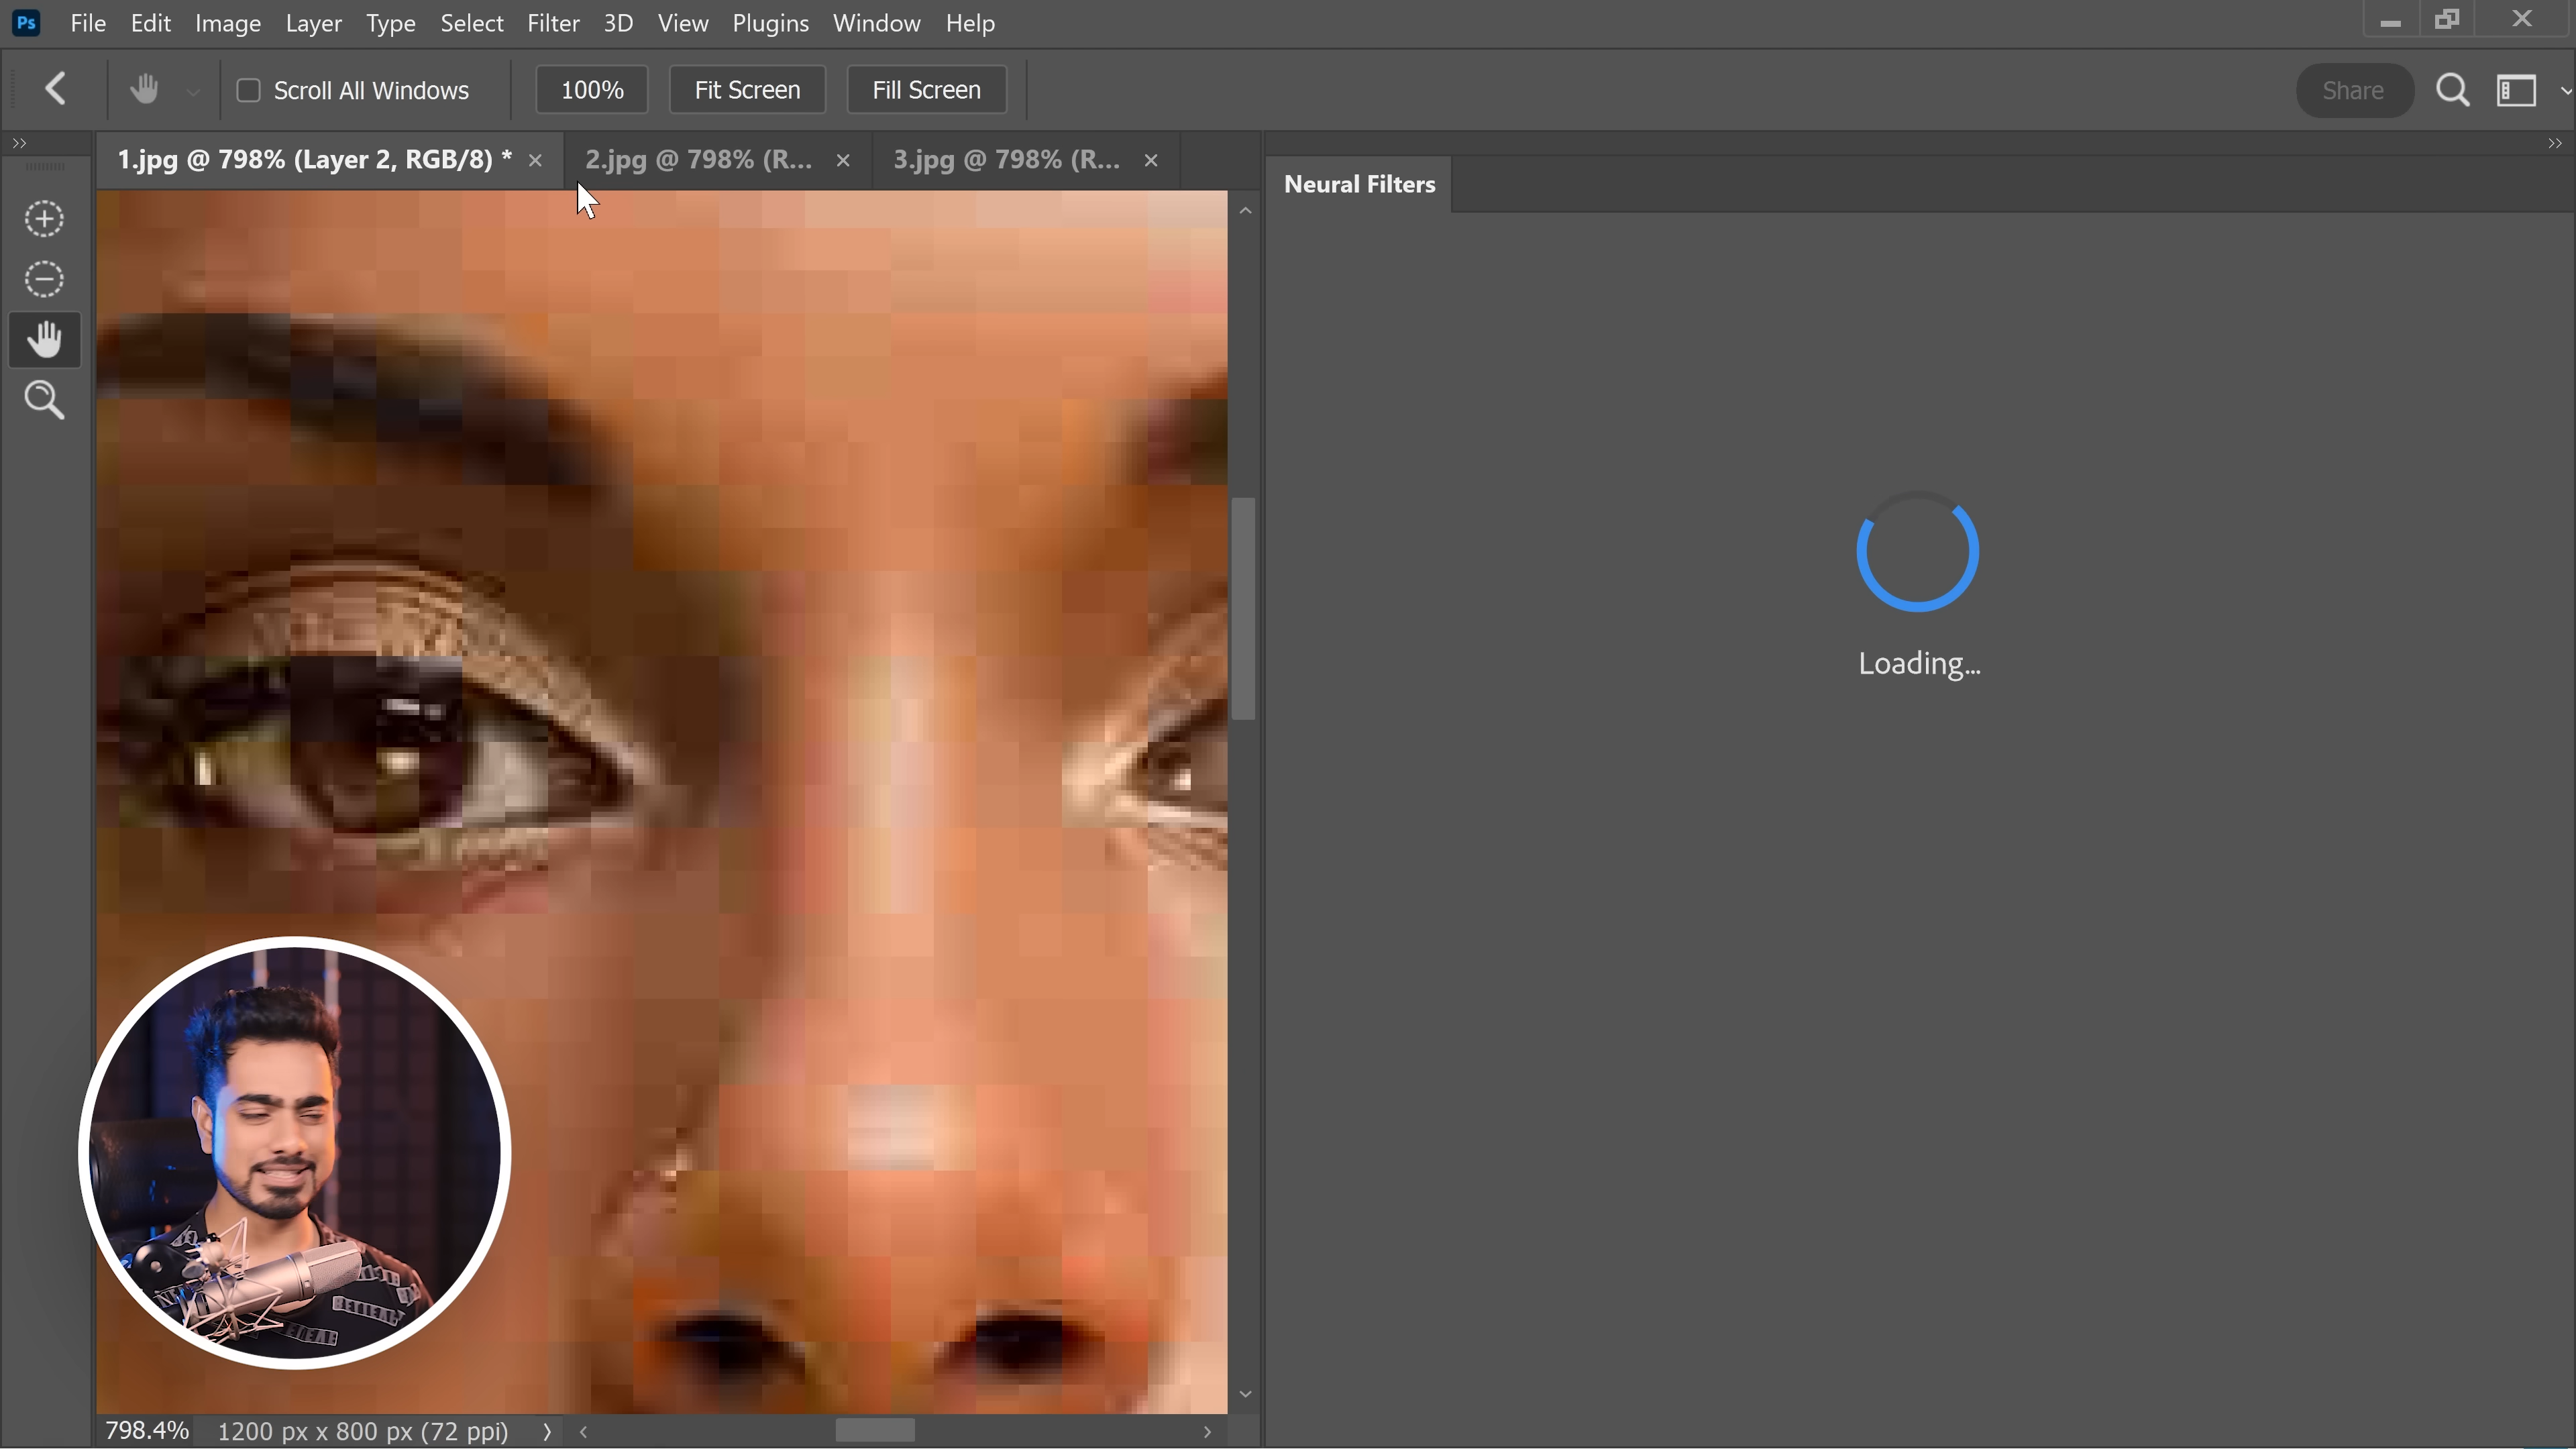 Ps File Edit Image Layer Type Select Filter 3D View Plugins Window Help
Scroll All Windows 100% Fit Screen Fill Screen Share
1.jpg @ 798% (Layer 2, RGB/8) * 2.jpg @ 798% (R... 3.jpg @ 798% (R...
Neural Filters
Loading...
798.4% 1200 px x 800 px (72 ppi)